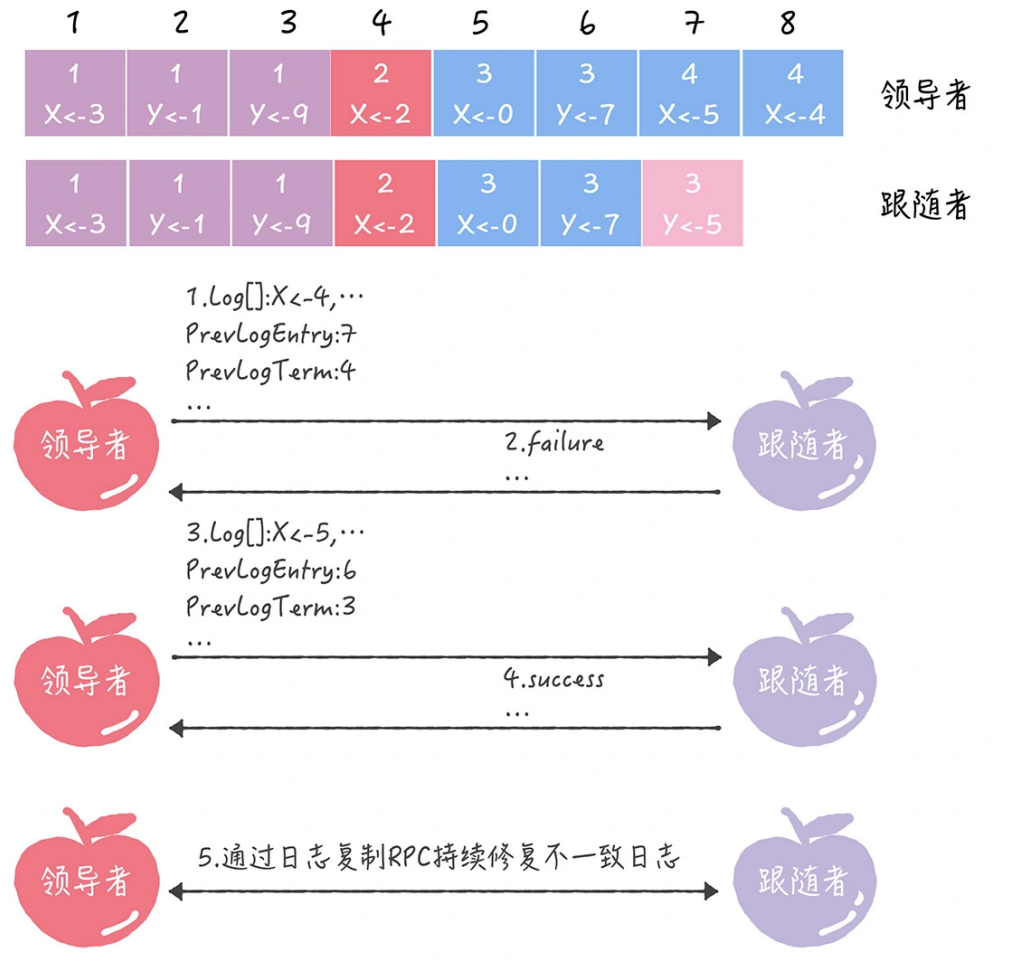 1 2 3 4 5 6 7 8
1 1 1 2 3 3 4 4
X<-3 Y<-1 Y<-9 X<-2 X<-0 Y<-7 X<-5 X<-4
领导者
1 1 1 2 3 3 3
X<-3 Y<-1 Y<-9 X<-2 X<-0 Y<-7 Y<-5
跟随者
1.Log[]:X<-4,…
PrevLogEntry:7
PrevLogTerm:4
…
领导者
跟随者
2.failure
…
3.Log[]:X<-5,…
PrevLogEntry:6
PrevLogTerm:3
…
领导者
跟随者
4.success
…
领导者
5.通过日志复制RPC持续修复不一致日志
跟随者